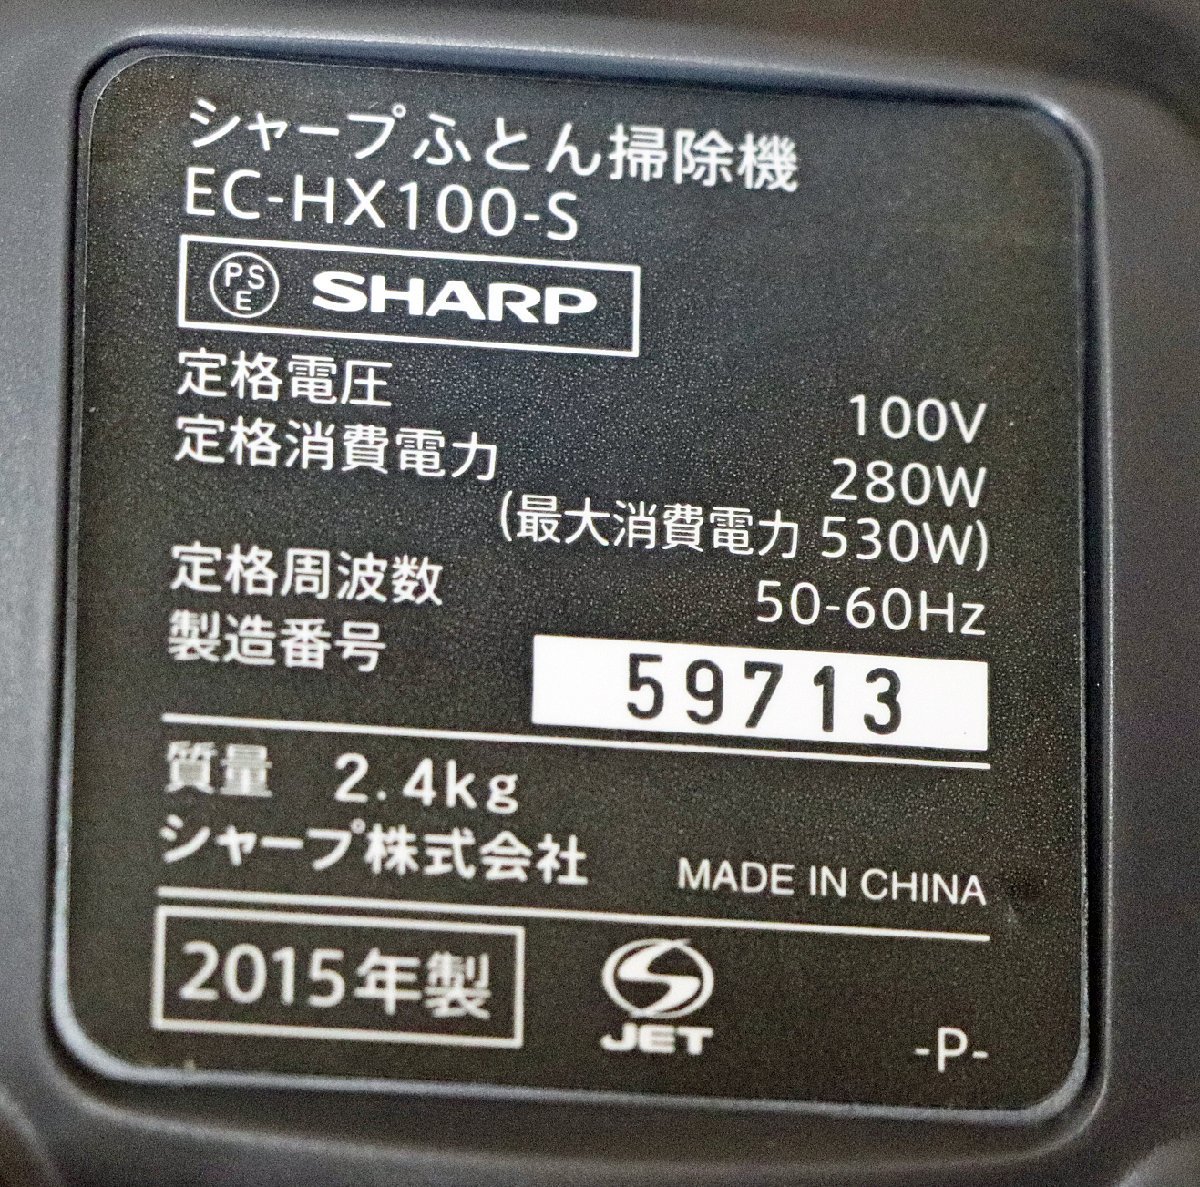 シャープふとん掃除機
EC-HX100-S
PSE SHARP
定格電圧 100V
定格消費電力 280W
(最大消費電力 530W)
定格周波数 50-60Hz
製造番号 59713
質量 2.4kg
シャープ株式会社 MADE IN CHINA
2015年製 JET -P-